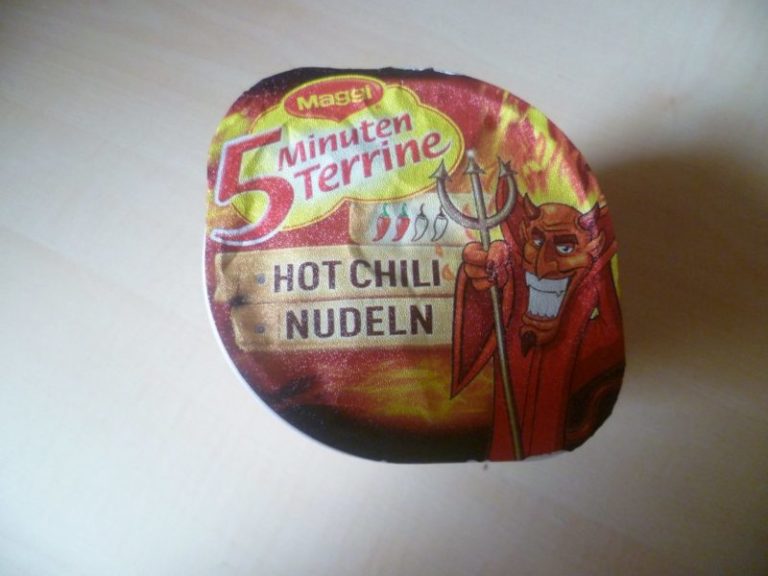 Maggi
5 Minuten
Terrine
HOT CHILI
NUDELN